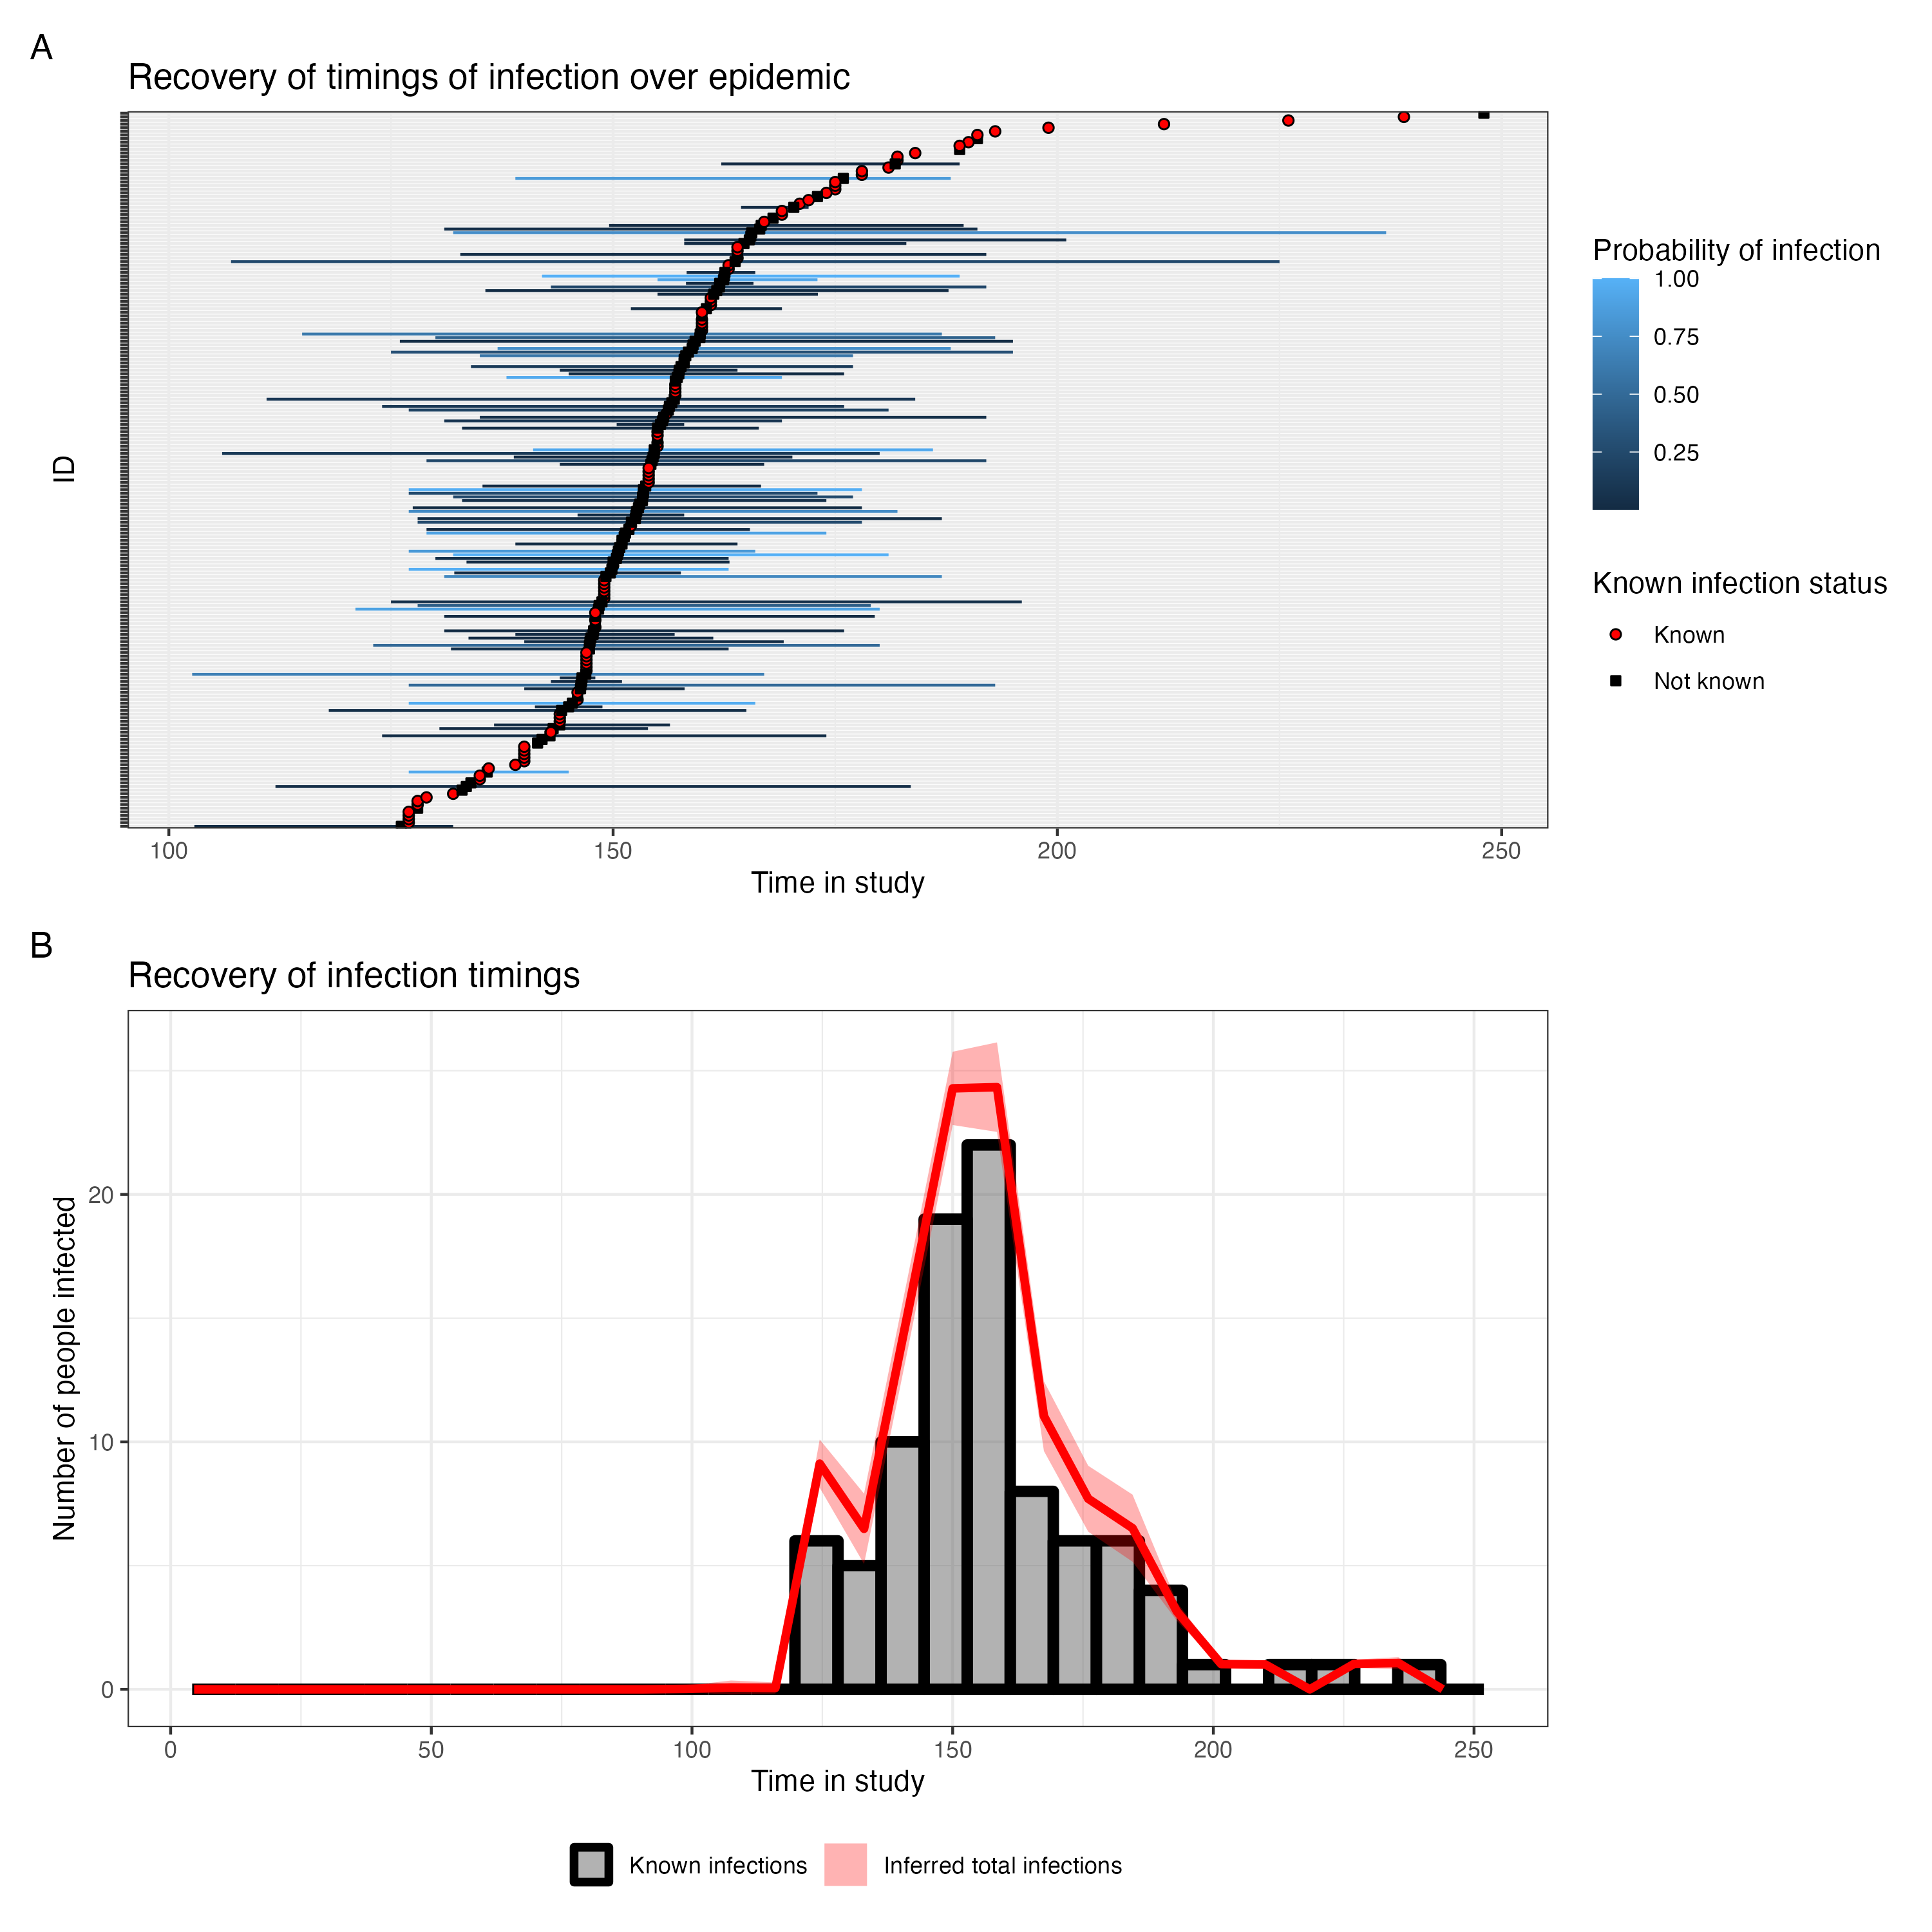 A
Recovery of timings of infection over epidemic
ID
100 150 200 250
Time in study
Probability of infection
1.00
0.75
0.50
0.25
Known infection status
Known
Not known
B
Recovery of infection timings
Number of people infected
20
10
0
0 50 100 150 200 250
Time in study
Known infections Inferred total infections